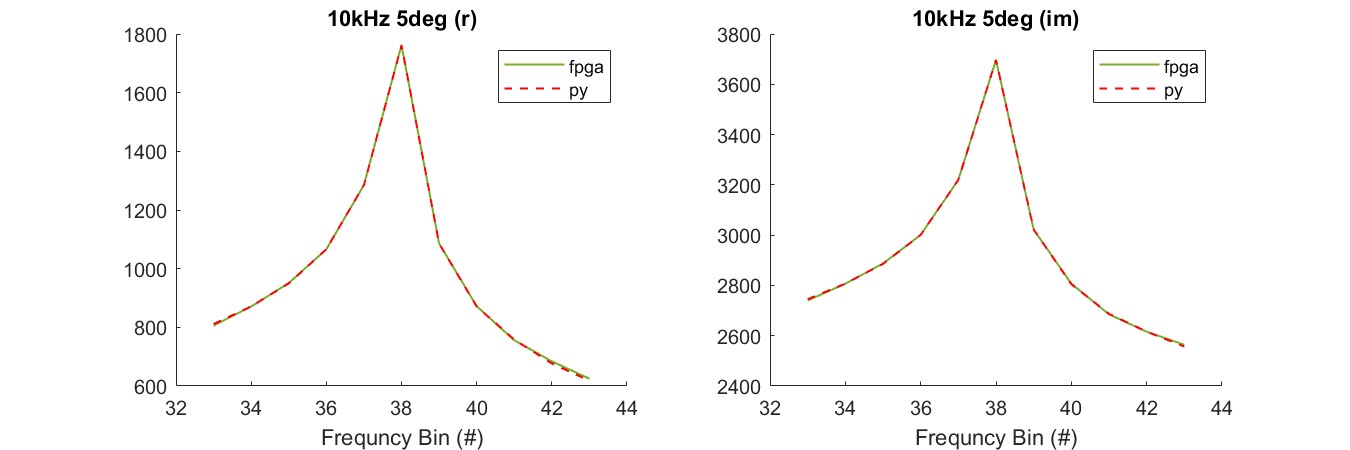 10kHz 5deg (r)
1800
1600
1400
1200
1000
800
600
32 34 36 38 40 42 44
Frequncy Bin (#)
fpga
py
10kHz 5deg (im)
3800
3600
3400
3200
3000
2800
2600
2400
32 34 36 38 40 42 44
Frequncy Bin (#)
fpga
py